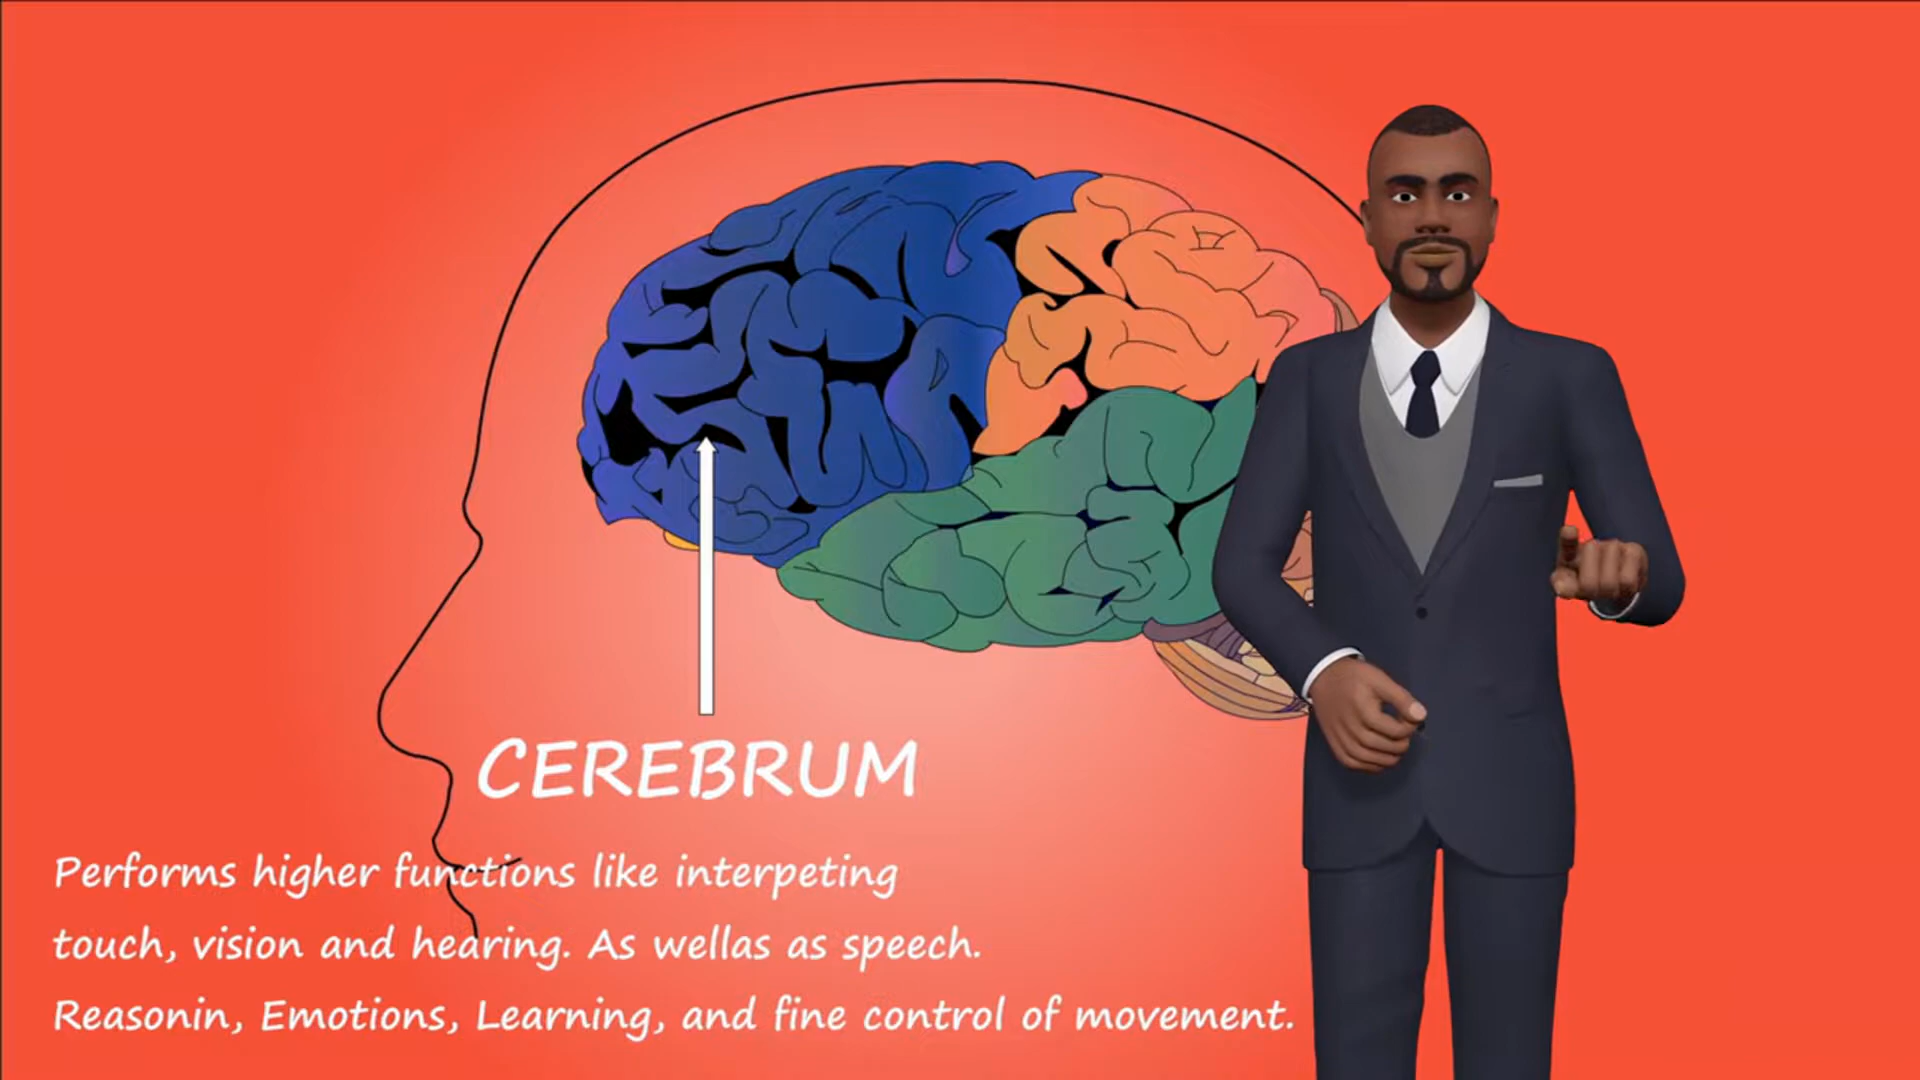 CEREBRUM
Performs higher functions like interpeting
touch, vision and hearing. As wellas as speech.
Reasonin, Emotions, Learning, and fine control of movement.